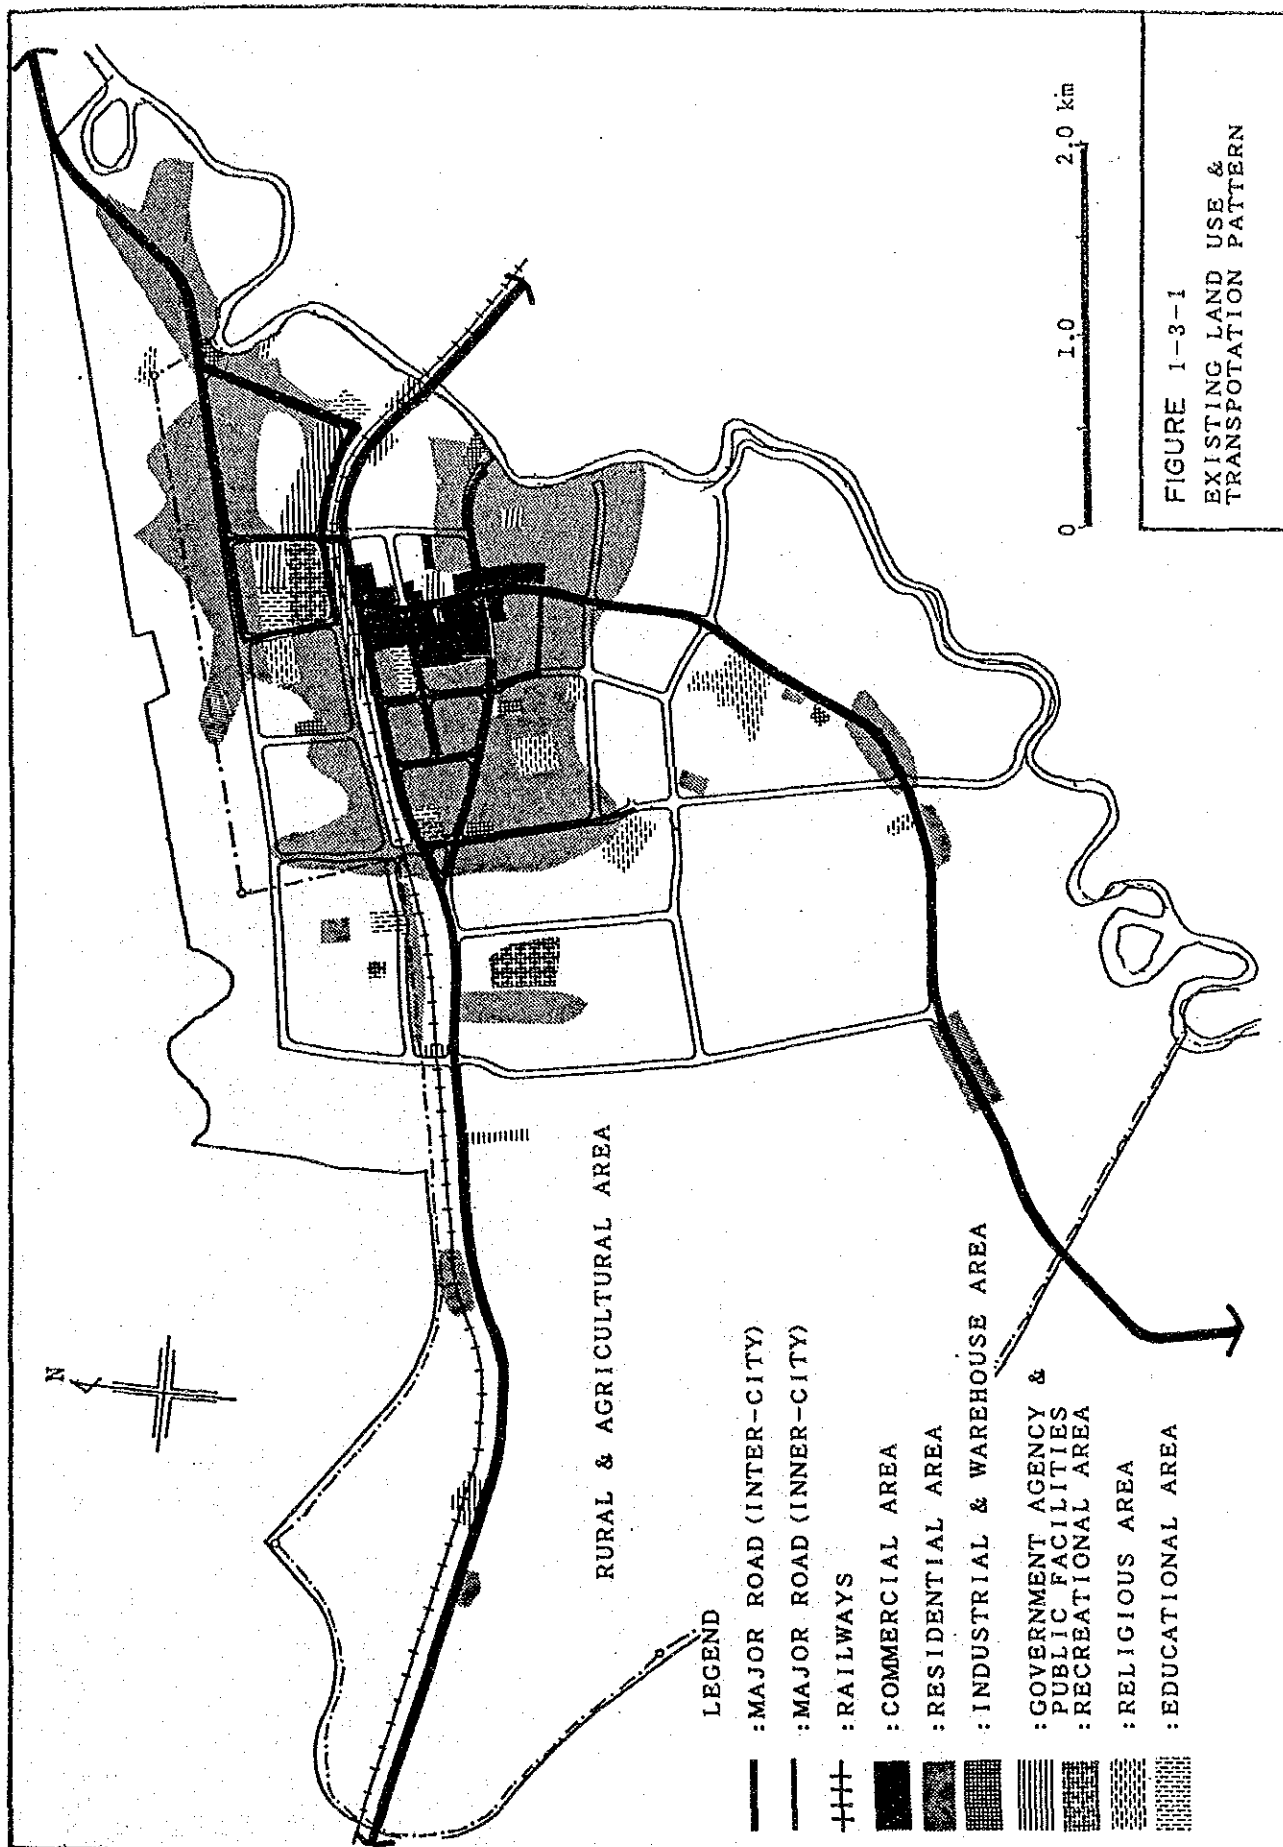 N
RURAL & AGRICULTURAL AREA
LEGEND
:MAJOR ROAD (INTER-CITY)
:MAJOR ROAD (INNER-CITY)
:RAILWAYS
:COMMERCIAL AREA
:RESIDENTIAL AREA
:INDUSTRIAL & WAREHOUSE AREA
:GOVERNMENT AGENCY &
PUBLIC FACILITIES
:RECREATIONAL AREA
:RELIGIOUS AREA
:EDUCATIONAL AREA
0 1.0 2.0 km
FIGURE 1-3-1
EXISTING LAND USE &
TRANSPOTATION PATTERN